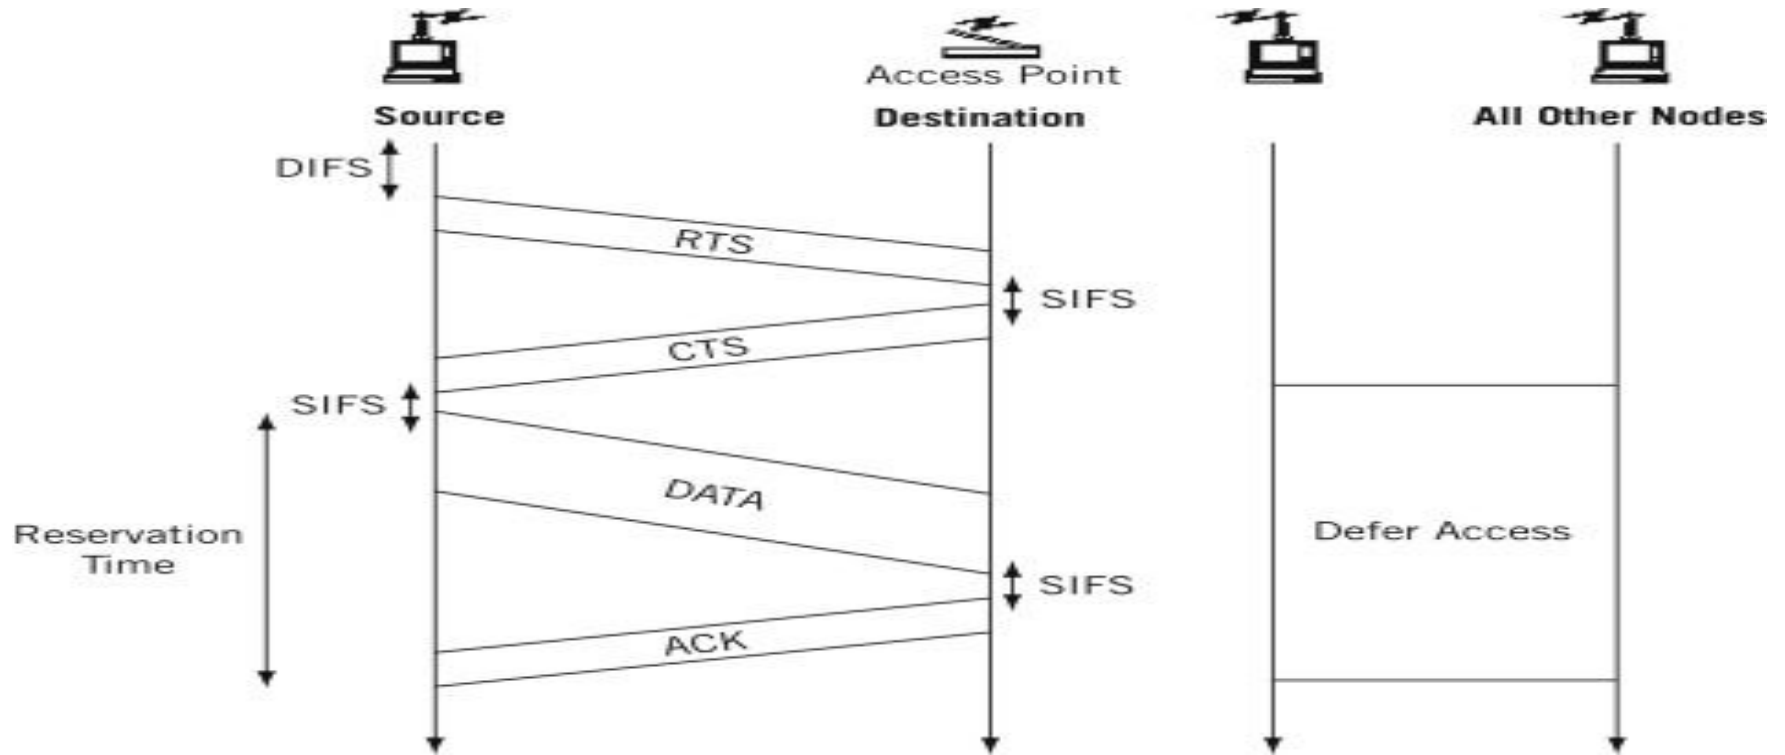 Access Point
Source
Destination
All Other Nodes
DIFS
RTS
SIFS
CTS
SIFS
DATA
Reservation
Time
Defer Access
SIFS
ACK